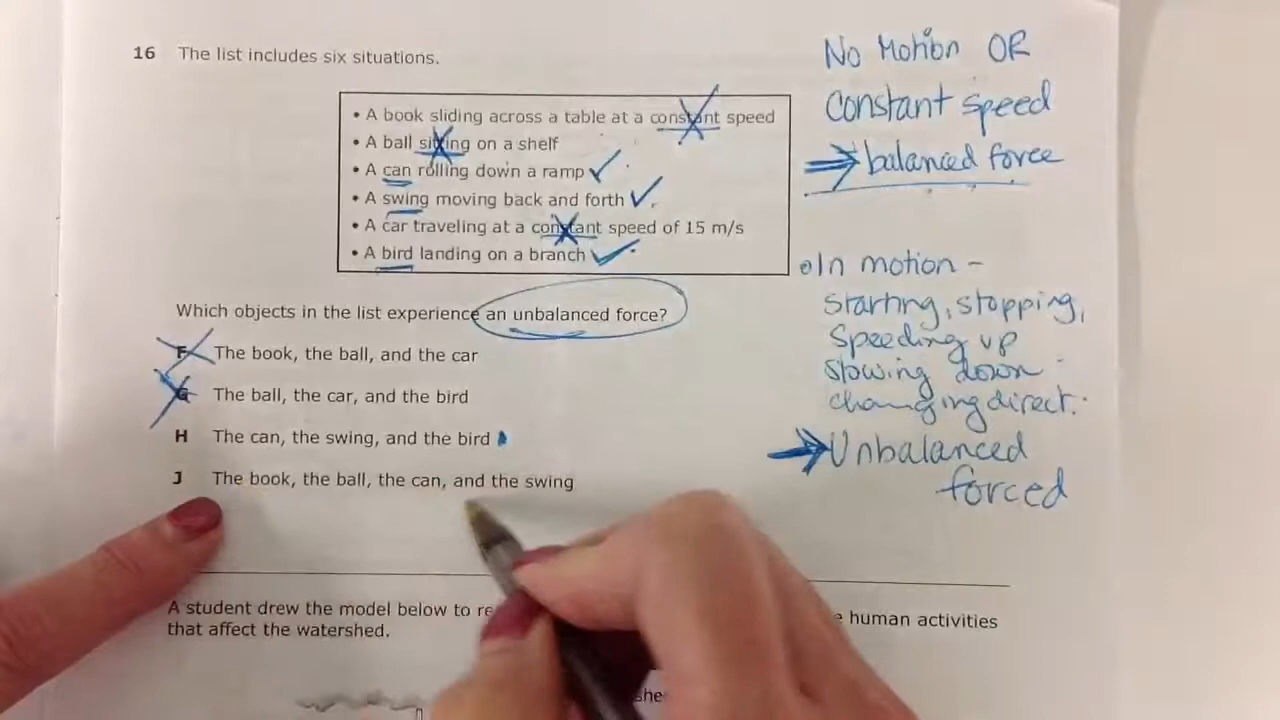 16 The list includes six situations.
• A book sliding across a table at a constant speed
• A ball sitting on a shelf
• A can rolling down a ramp
• A swing moving back and forth
• A car traveling at a constant speed of 15 m/s
• A bird landing on a branch
Which objects in the list experience an unbalanced force?
F The book, the ball, and the car
G The ball, the car, and the bird
H The can, the swing, and the bird
J The book, the ball, the can, and the swing
A student drew the model below to re
human activities
that affect the watershed.
No Motion OR
Constant speed
⇒ balanced force
• In motion -
starting, stopping,
speeding up
slowing down
changing direct.
→ Unbalanced
forced